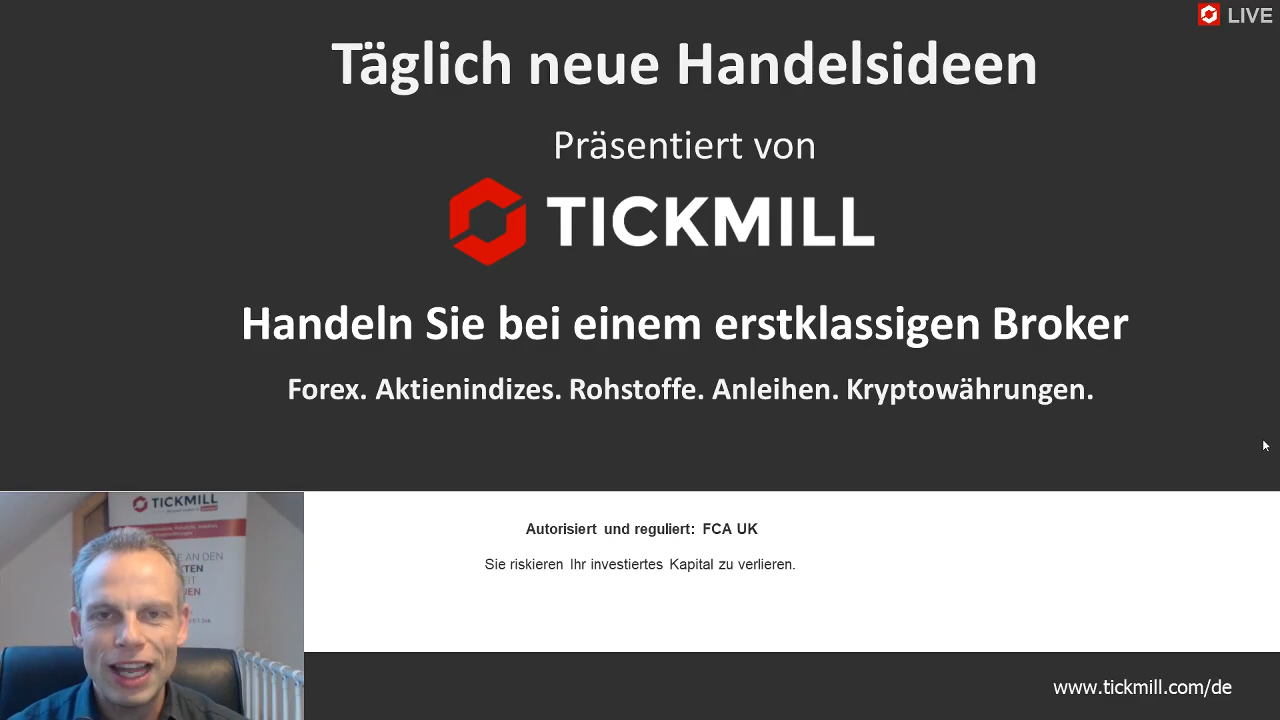 LIVE
Täglich neue Handelsideen
Präsentiert von
TICKMILL
Handeln Sie bei einem erstklassigen Broker
Forex. Aktienindizes. Rohstoffe. Anleihen. Kryptowährungen.
Autorisiert und reguliert: FCA UK
Sie riskieren Ihr investiertes Kapital zu verlieren.
TICKMILL
www.tickmill.com/de